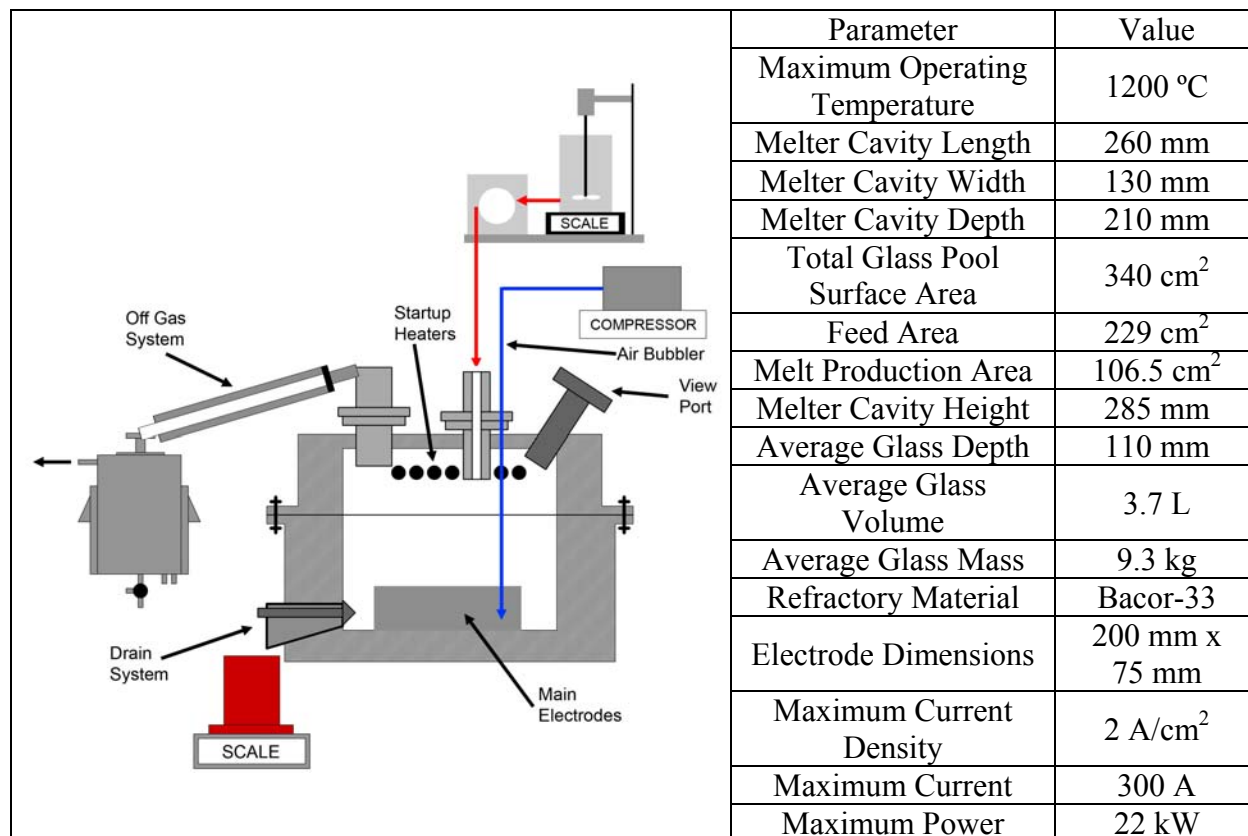 SCALE
COMPRESSOR
Startup
Heaters
Off Gas
System
Air Bubbler
View
Port
Drain
System
Main
Electrodes
SCALE
Parameter Value
Maximum Operating
Temperature
1200 ºC
Melter Cavity Length 260 mm
Melter Cavity Width 130 mm
Melter Cavity Depth 210 mm
Total Glass Pool
Surface Area
340 cm²
Feed Area 229 cm²
Melt Production Area 106.5 cm²
Melter Cavity Height 285 mm
Average Glass Depth 110 mm
Average Glass
Volume
3.7 L
Average Glass Mass 9.3 kg
Refractory Material Bacor-33
Electrode Dimensions
200 mm x
75 mm
Maximum Current
Density
2 A/cm²
Maximum Current 300 A
Maximum Power 22 kW